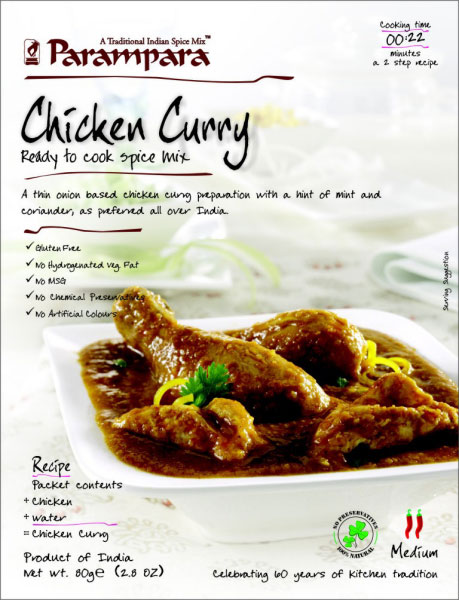 A Traditional Indian Spice Mix™
Parampara
Cooking time
00:22
minutes
a 2 step recipe
Chicken Curry
Ready to cook spice mix
A thin onion based chicken curry preparation with a hint of mint and
coriander, as preferred all over India.
✓ Gluten Free
✓ No Hydrogenated Veg. Fat
✓ No MSG
✓ No Chemical Preservatives
✓ No Artificial Colours
Serving Suggestion
Recipe
Packet contents
+ Chicken
+ water
= Chicken Curry
NO PRESERVATIVES
100% NATURAL
Medium
Product of India
Net wt. 80g℮ (2.8 OZ)
Celebrating 60 years of kitchen tradition